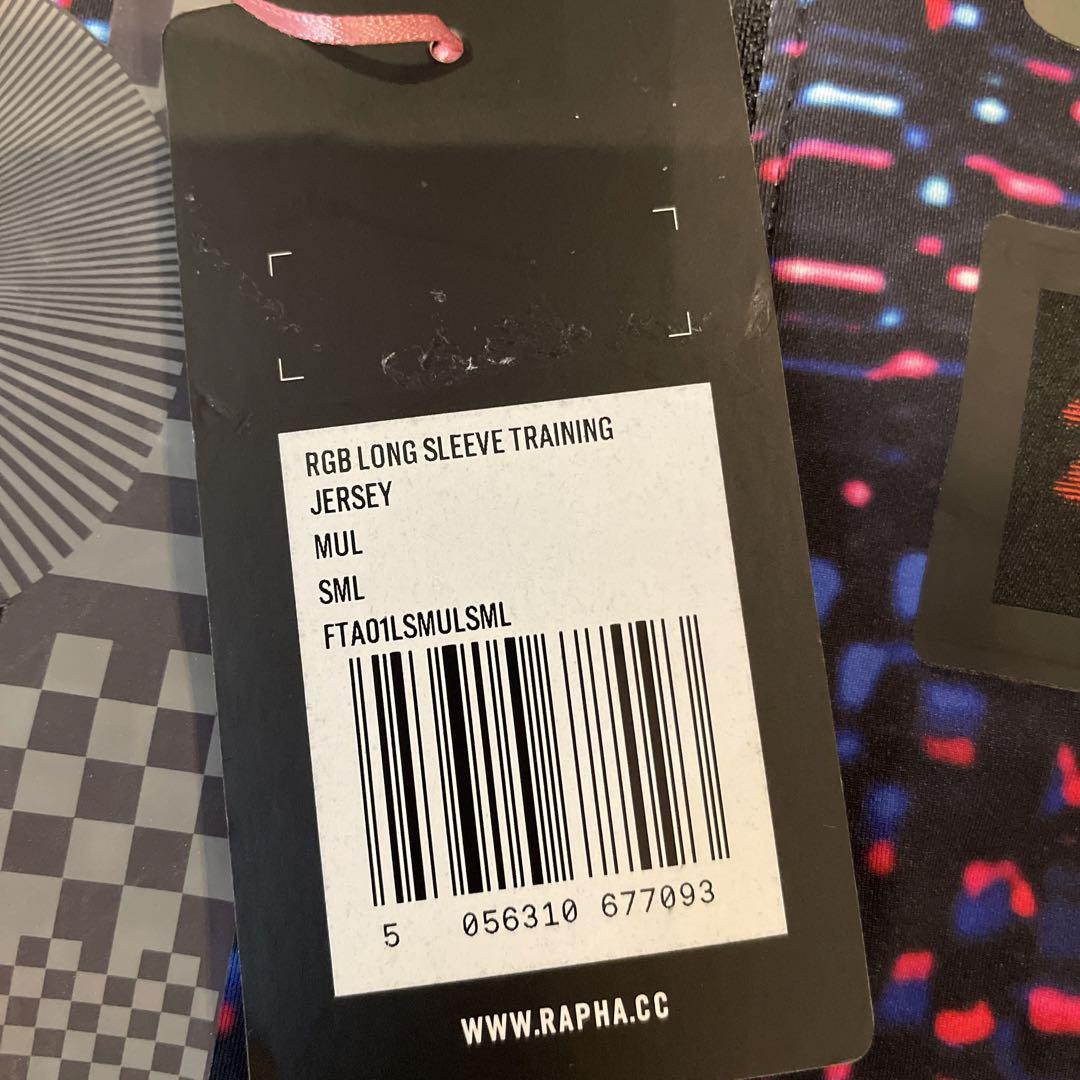 RGB LONG SLEEVE TRAINING
JERSEY
MUL
SML
FTA01LSMULSML
5 056310 677093
WWW.RAPHA.CC